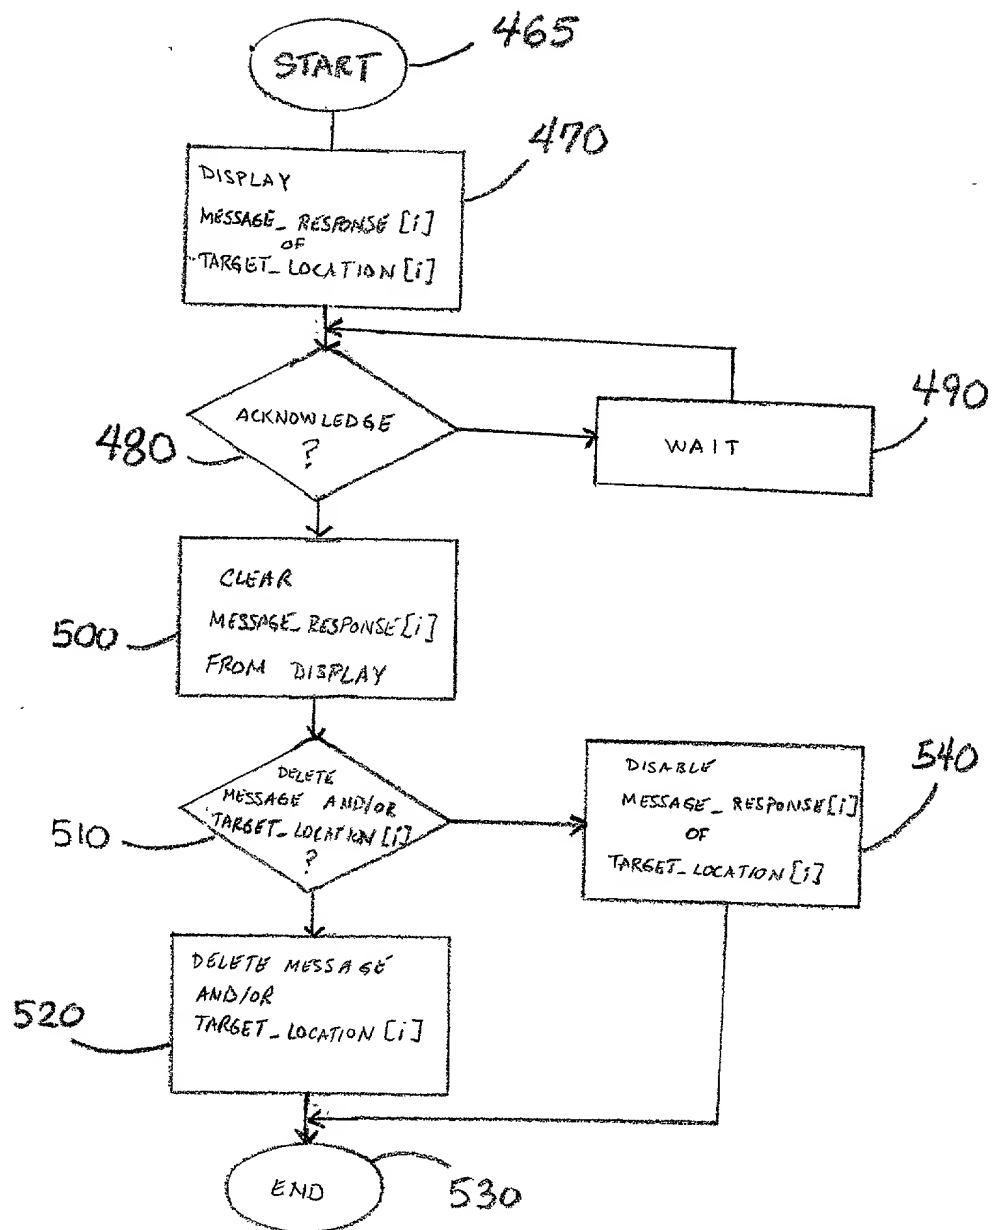 465
START
470
DISPLAY
MESSAGE_RESPONSE [i]
OF
TARGET_LOCATION [i]
480
ACKNOWLEDGE
?
490
WAIT
500
CLEAR
MESSAGE_RESPONSE [i]
FROM DISPLAY
510
DELETE
MESSAGE AND/OR
TARGET_LOCATION [i]
?
540
DISABLE
MESSAGE_RESPONSE [i]
OF
TARGET_LOCATION [i]
520
DELETE MESSAGE
AND/OR
TARGET_LOCATION [i]
END
530